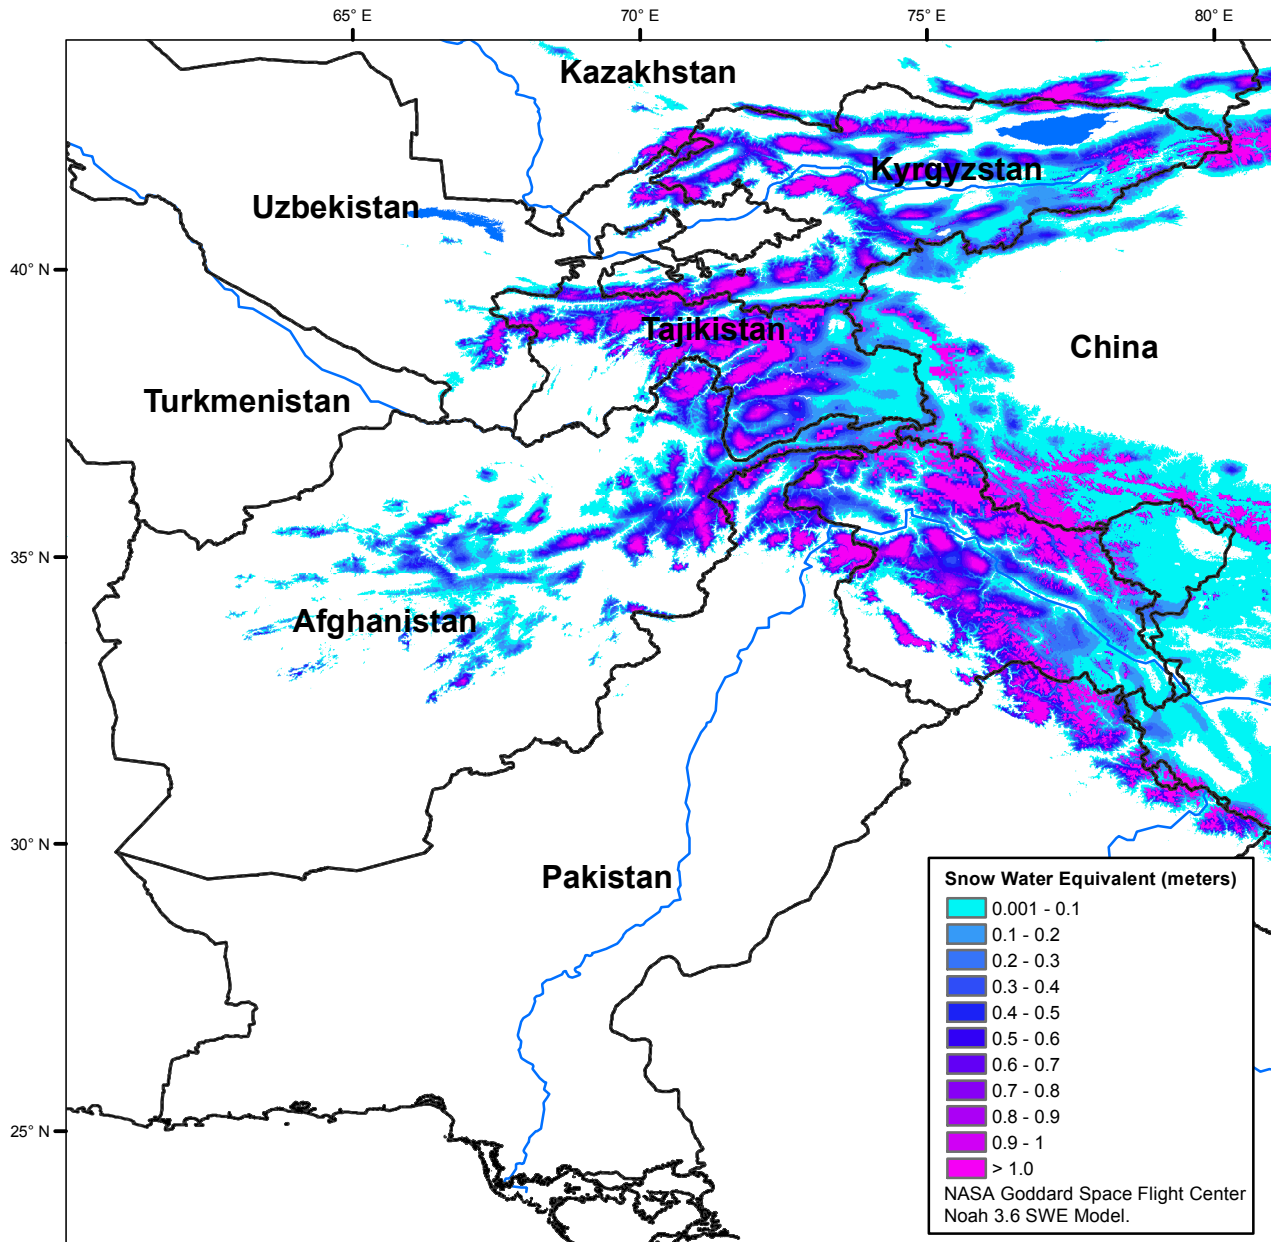 65° E
70° E
75° E
80° E
Kazakhstan
Kyrgyzstan
Uzbekistan
40° N
Tajikistan
China
Turkmenistan
35° N
Afghanistan
30° N
Pakistan
25° N
Snow Water Equivalent (meters)
0.001 - 0.1
0.1 - 0.2
0.2 - 0.3
0.3 - 0.4
0.4 - 0.5
0.5 - 0.6
0.6 - 0.7
0.7 - 0.8
0.8 - 0.9
0.9 - 1
> 1.0
NASA Goddard Space Flight Center
Noah 3.6 SWE Model.